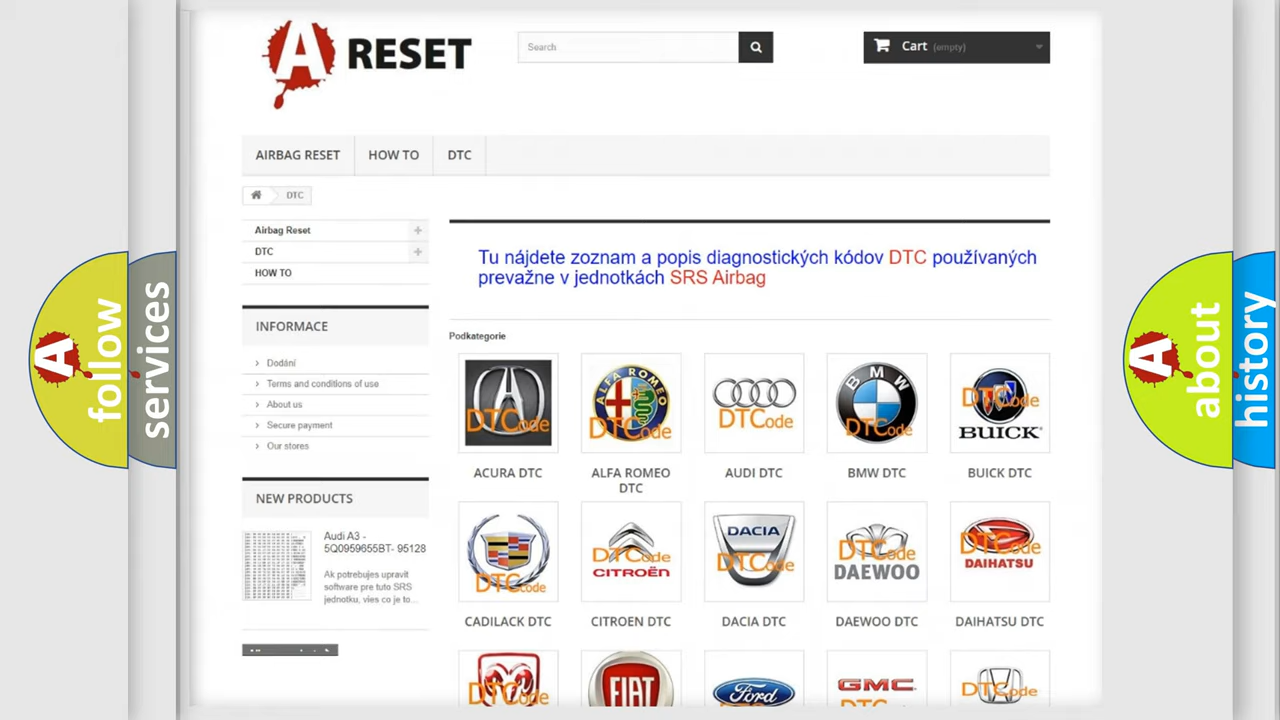 A RESET
Search
Cart (empty)
AIRBAG RESET
HOW TO
DTC
DTC
Airbag Reset
DTC
HOW TO
INFORMACE
Dodání
Terms and conditions of use
About us
Secure payment
Our stores
NEW PRODUCTS
Audi A3 -
5Q0959655BT- 95128
Ak potrebujes upravit
software pre tuto SRS
jednotku, vies co je to...
Tu nájdete zoznam a popis diagnostických kódov DTC používaných
prevažne v jednotkách SRS Airbag
Podkategorie
DTCode
ALFA ROMEO
DTCode
DTCode
BMW
DTCode
DTCode
BUICK
ACURA DTC
ALFA ROMEO
DTC
AUDI DTC
BMW DTC
BUICK DTC
DTCode
DTCode
CITROËN
DACIA
DTCode
DTCode
DAEWOO
DTCode
DAIHATSU
CADILACK DTC
CITROEN DTC
DACIA DTC
DAEWOO DTC
DAIHATSU DTC
DTCode
FIAT
Ford
GMC
DTCode
A follow
services
A about
history